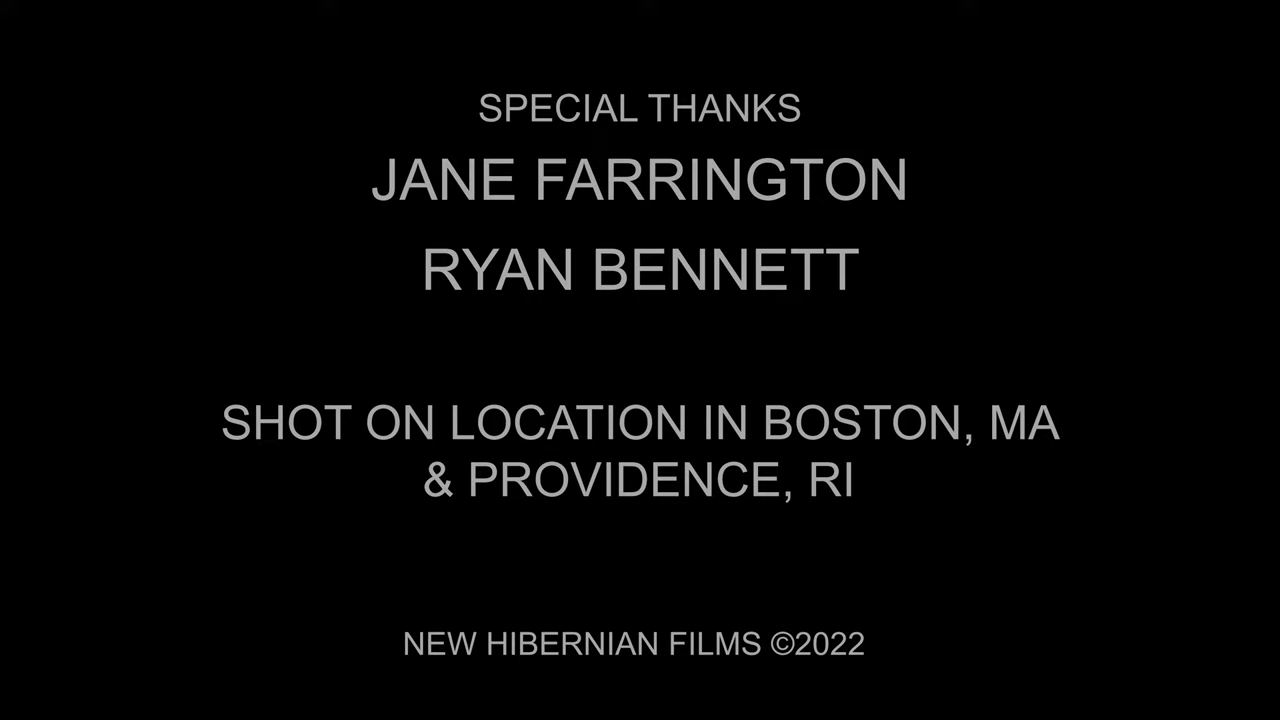 SPECIAL THANKS
JANE FARRINGTON
RYAN BENNETT
SHOT ON LOCATION IN BOSTON, MA
& PROVIDENCE, RI
NEW HIBERNIAN FILMS ©2022